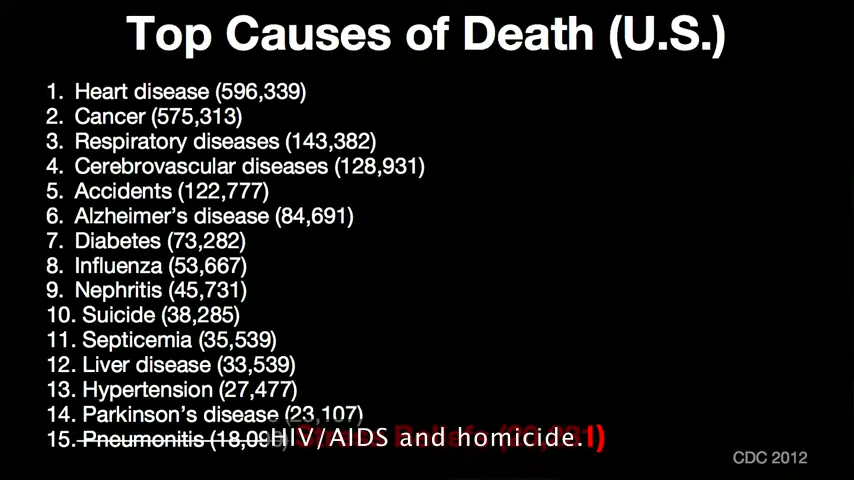 Top Causes of Death (U.S.)
1. Heart disease (596,339)
2. Cancer (575,313)
3. Respiratory diseases (143,382)
4. Cerebrovascular diseases (128,931)
5. Accidents (122,777)
6. Alzheimer's disease (84,691)
7. Diabetes (73,282)
8. Influenza (53,667)
9. Nephritis (45,731)
10. Suicide (38,285)
11. Septicemia (35,539)
12. Liver disease (33,539)
13. Hypertension (27,477)
14. Parkinson's disease (23,107)
15. Pneumonitis
HIV/AIDS and homicide.
CDC 2012